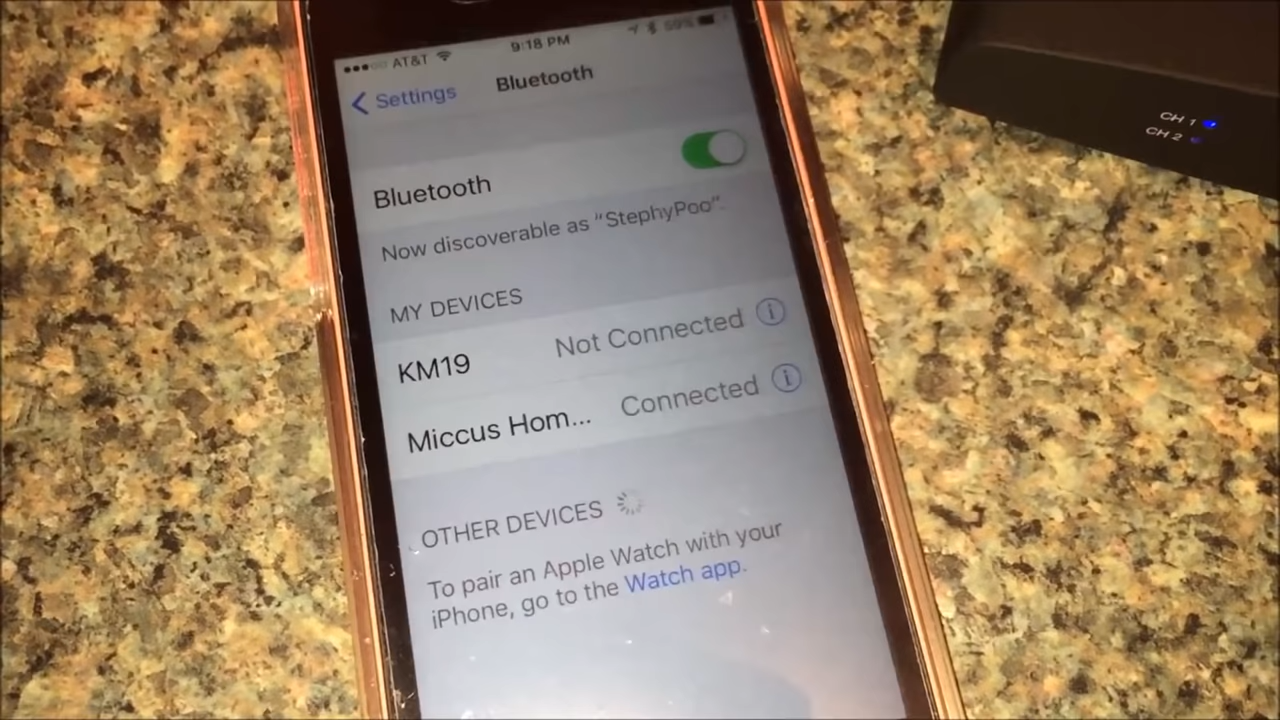 AT&T 9:18 PM 59%
Settings Bluetooth
Bluetooth
Now discoverable as “StephyPoo”.
MY DEVICES
KM19 Not Connected
Miccus Hom... Connected
OTHER DEVICES
To pair an Apple Watch with your
iPhone, go to the Watch app.
CH 1
CH 2